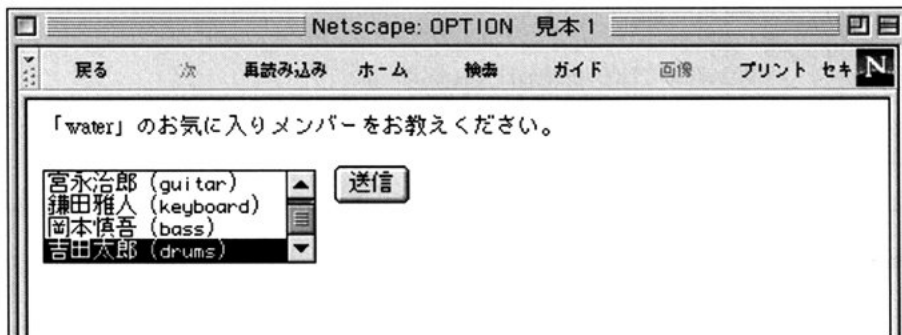 Netscape: OPTION 見本1
戻る 次 再読み込み ホーム 検索 ガイド 画像 プリント セキ N
「water」のお気に入りメンバーをお教えください。
宮永治郎 (guitar)
鎌田雅人 (keyboard)
岡本慎吾 (bass)
吉田太郎 (drums)
送信